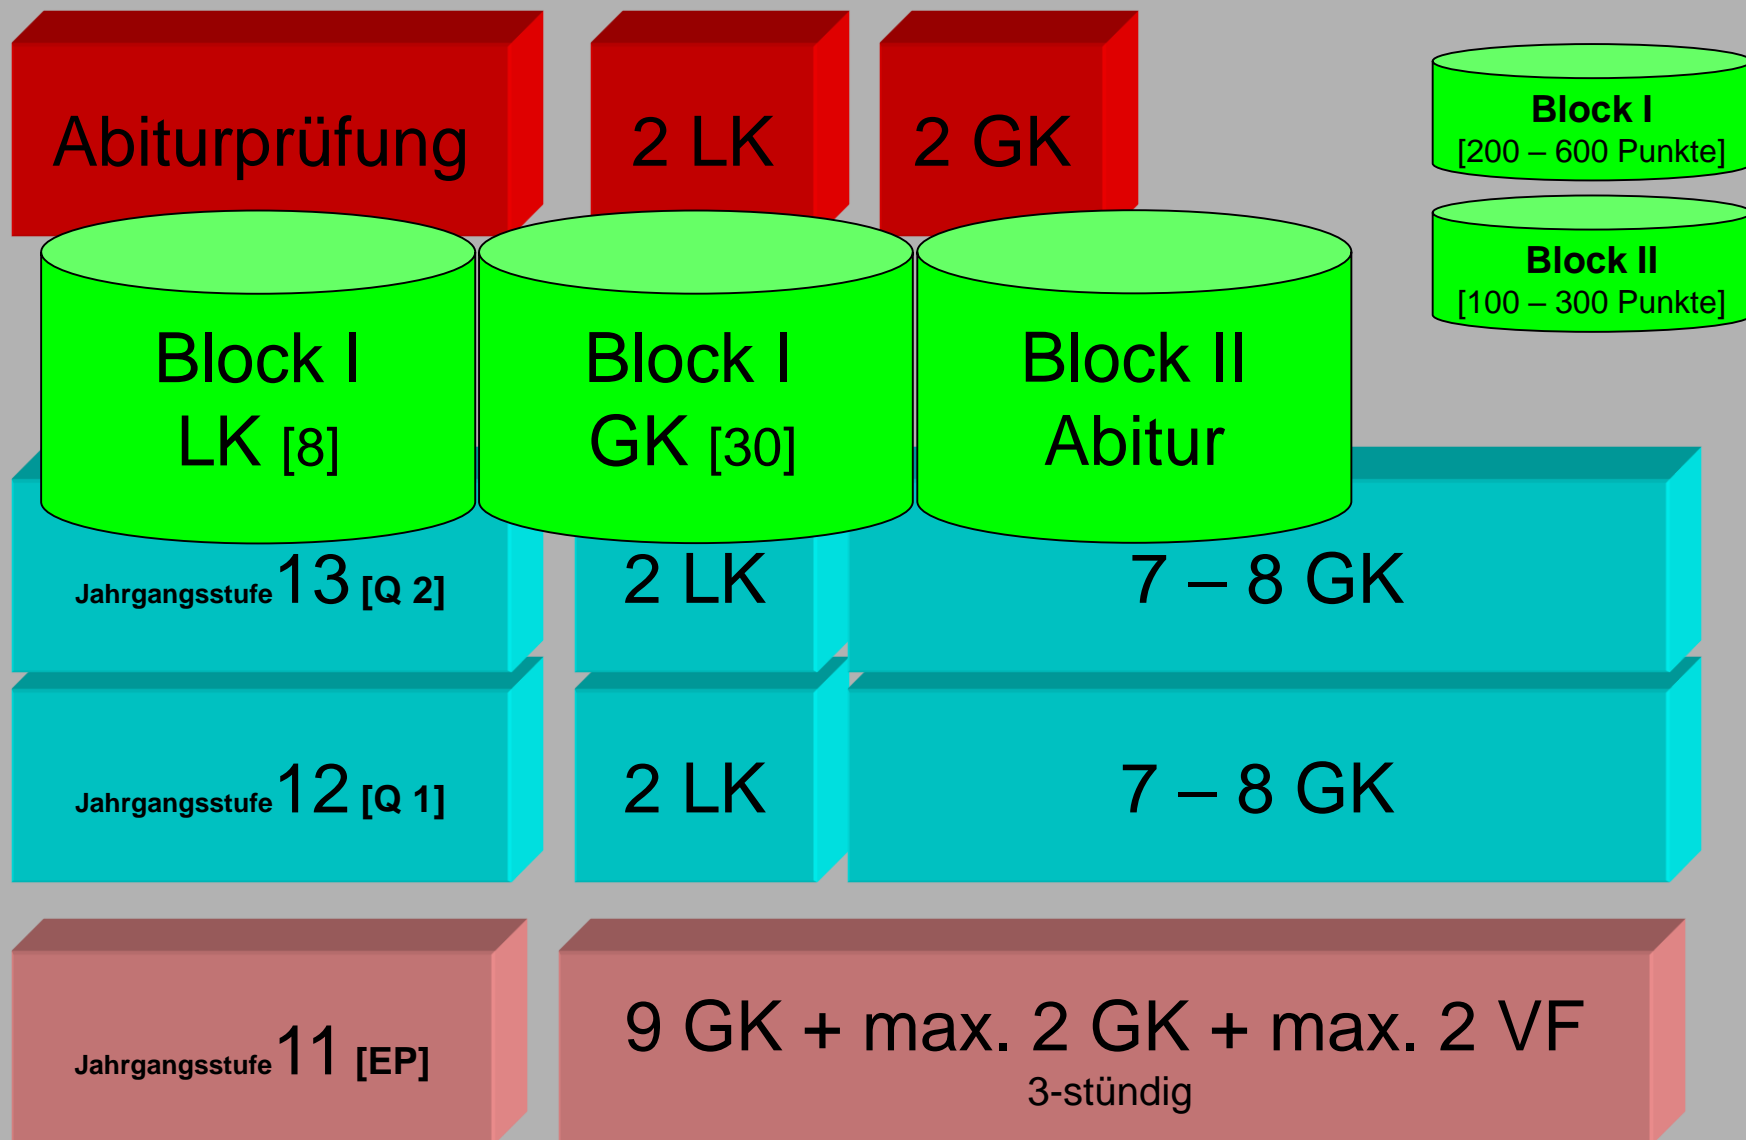 Abiturprüfung
2 LK
2 GK
Block I
[200 – 600 Punkte]
Block II
[100 – 300 Punkte]
Block I
LK [8]
Block I
GK [30]
Block II
Abitur
Jahrgangsstufe 13 [Q 2]
2 LK
7 – 8 GK
Jahrgangsstufe 12 [Q 1]
2 LK
7 – 8 GK
Jahrgangsstufe 11 [EP]
9 GK + max. 2 GK + max. 2 VF
3-stündig